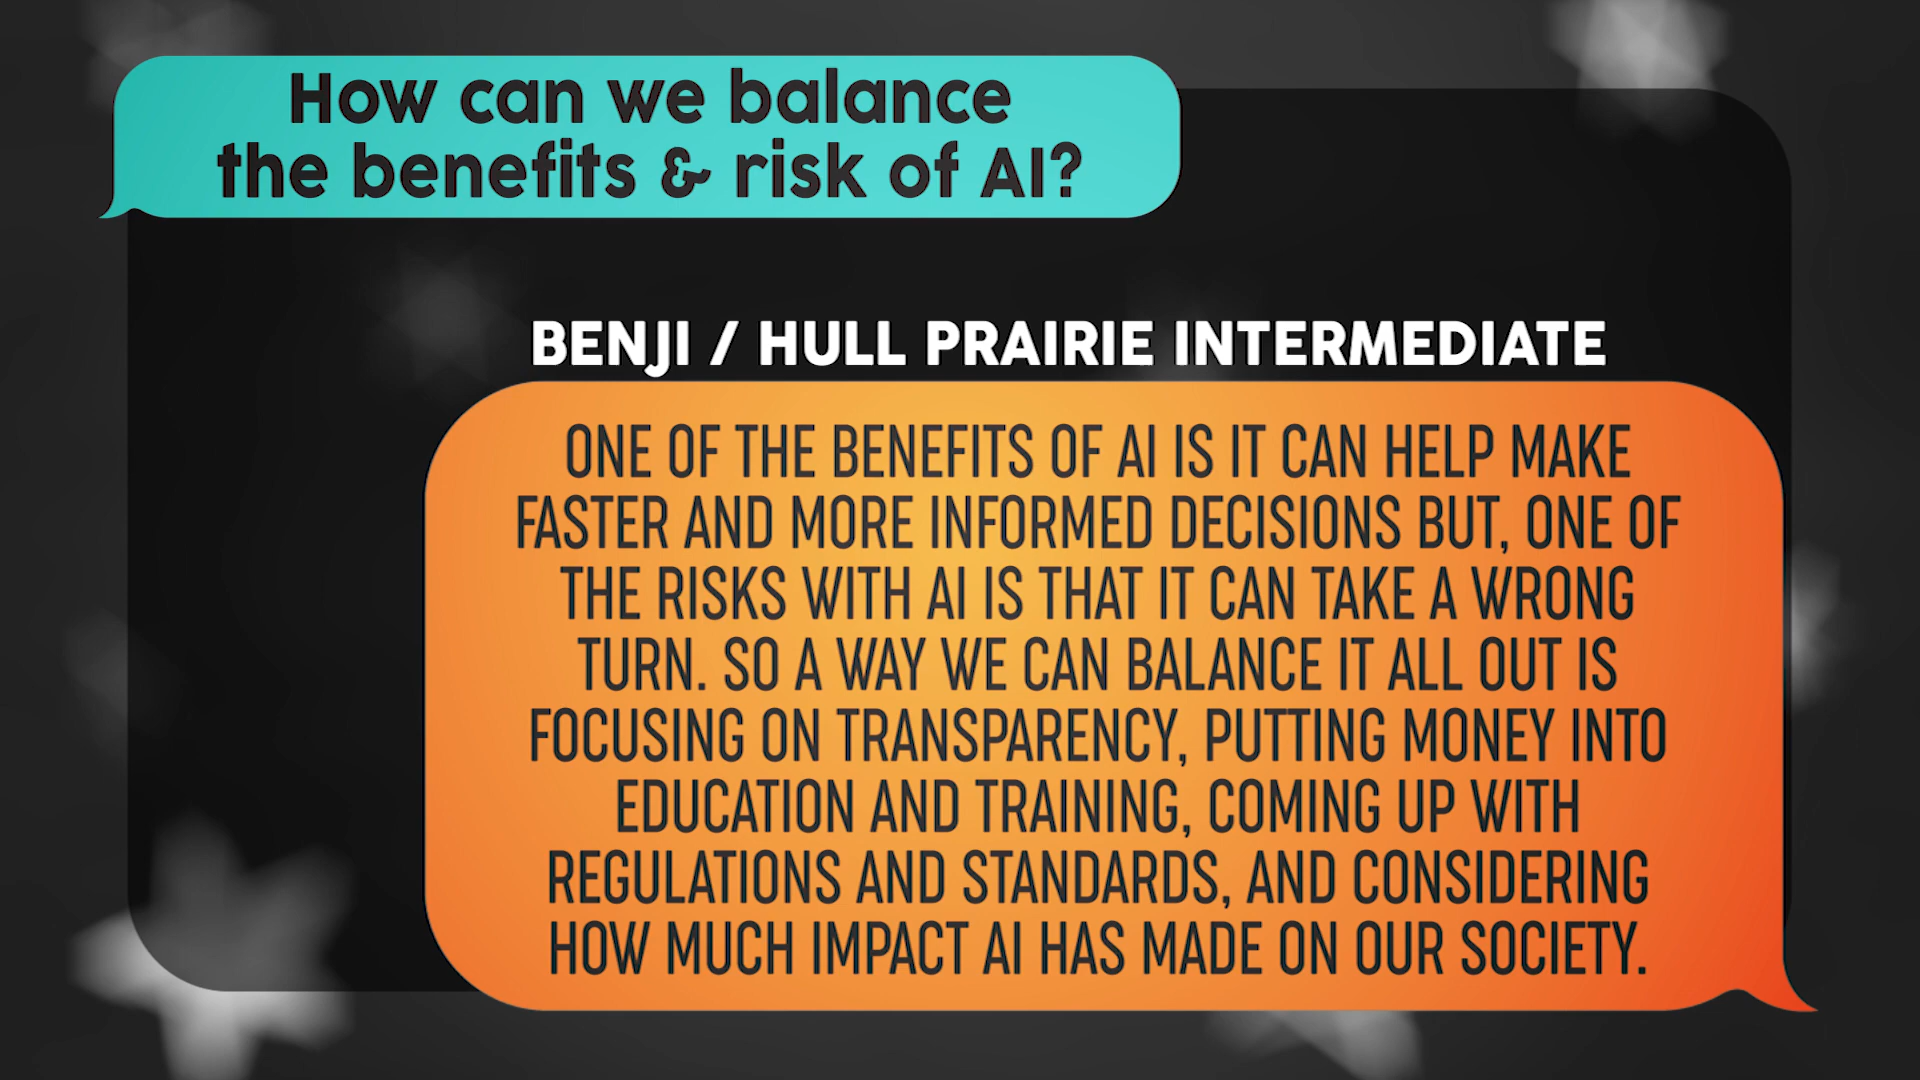 How can we balance
the benefits & risk of AI?
BENJI / HULL PRAIRIE INTERMEDIATE
ONE OF THE BENEFITS OF AI IS IT CAN HELP MAKE
FASTER AND MORE INFORMED DECISIONS BUT, ONE OF
THE RISKS WITH AI IS THAT IT CAN TAKE A WRONG
TURN. SO A WAY WE CAN BALANCE IT ALL OUT IS
FOCUSING ON TRANSPARENCY, PUTTING MONEY INTO
EDUCATION AND TRAINING, COMING UP WITH
REGULATIONS AND STANDARDS, AND CONSIDERING
HOW MUCH IMPACT AI HAS MADE ON OUR SOCIETY.